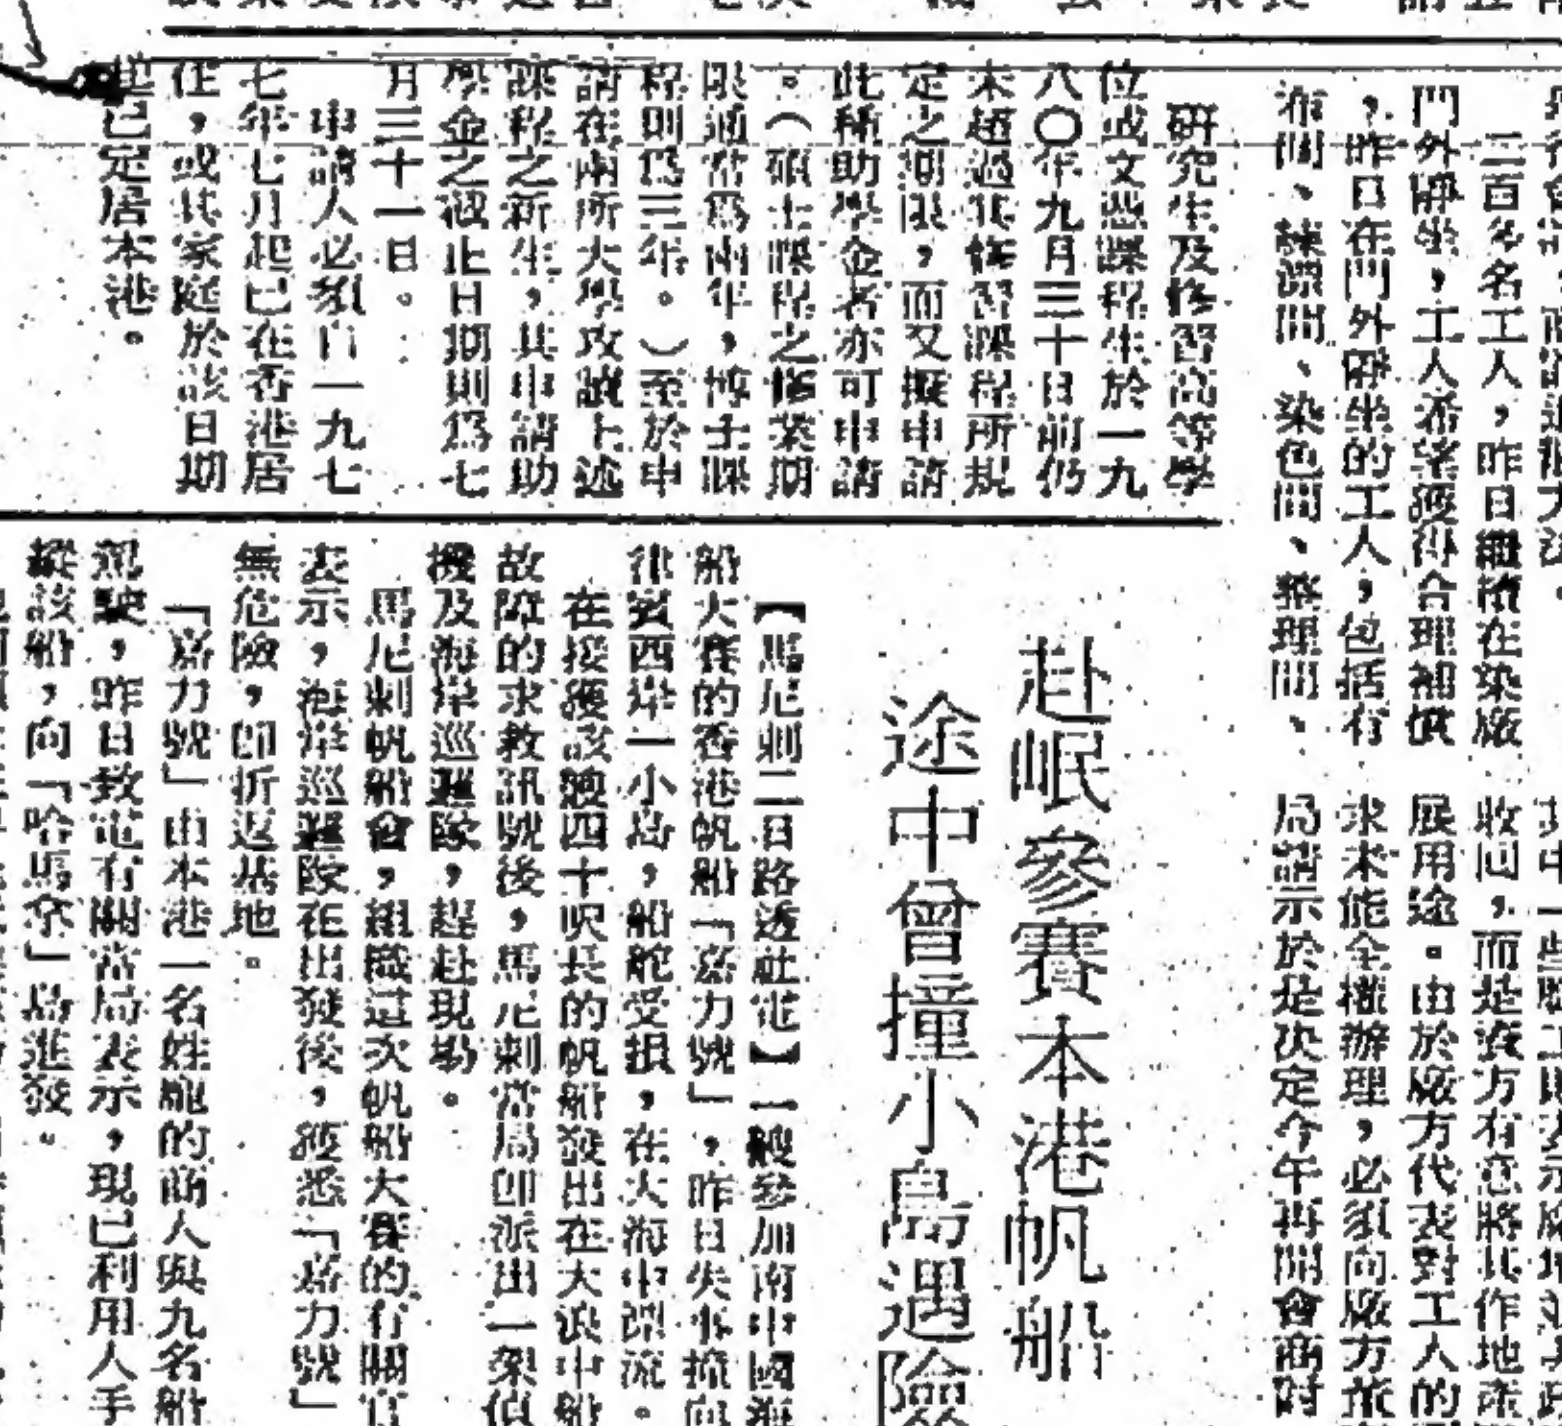 三百多名工人，昨日繼續在染廠
門外靜坐，工人希望獲得合理補償
，昨日在門外靜坐的工人，包括有
布間、練漂間、染色間、整理間、
收回，而是資方有意將其作地產
展用途。由於廠方代表對工人的
求未能全權辦理，必須向廠方董
局請示於是決定今午再開會商討
研究生及修習高等學
位或文憑課程生於一九
八〇年九月三十日前仍
未超過其修習課程所規
定之期限，而又擬申請
此種助學金者亦可申請
。（碩士課程之修業期
限通常為兩年，博士課
程則為三年。）至於申
請在兩所大學攻讀上述
課程之新生，其申請助
學金之截止日期則為七
月三十一日。
申請人必須自一九七
七年七月起已在香港居
住，或其家庭於該日期
起已定居本港。
赴岷參賽本港帆船
途中曾撞小島遇險
【馬尼剌二日路透社電】一艘參加南中國海
船大賽的香港帆船「嘉力號」，昨日失事撞向
律賓西岸一小島，船舵受損，在大海中漂流。
在接獲該艘四十呎長的帆船發出在大浪中船
故障的求救訊號後，馬尼剌當局即派出一架偵
機及海岸巡邏隊，趕赴現場。
馬尼剌帆船會，組織這次帆船大賽的有關官
表示，海岸巡邏隊在出發後，獲悉「嘉力號」
無危險，即折返基地。
「嘉力號」由本港一名姓龍的商人與九名船
駕駛，昨日致電有關當局表示，現已利用人手
縱該船，向「哈馬奈」島進發。